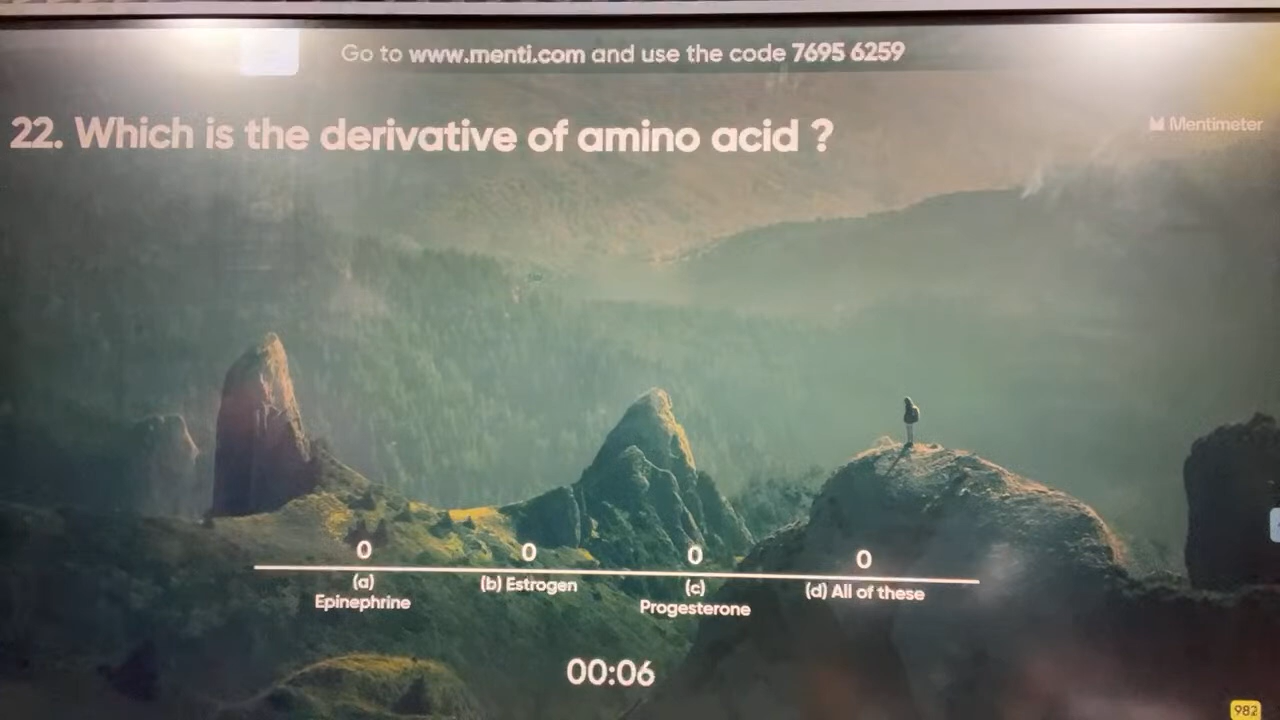 Go to www.menti.com and use the code 7695 6259
22. Which is the derivative of amino acid ?
Mentimeter
0
(a)
Epinephrine
0
(b) Estrogen
0
(c)
Progesterone
0
(d) All of these
00:06
982